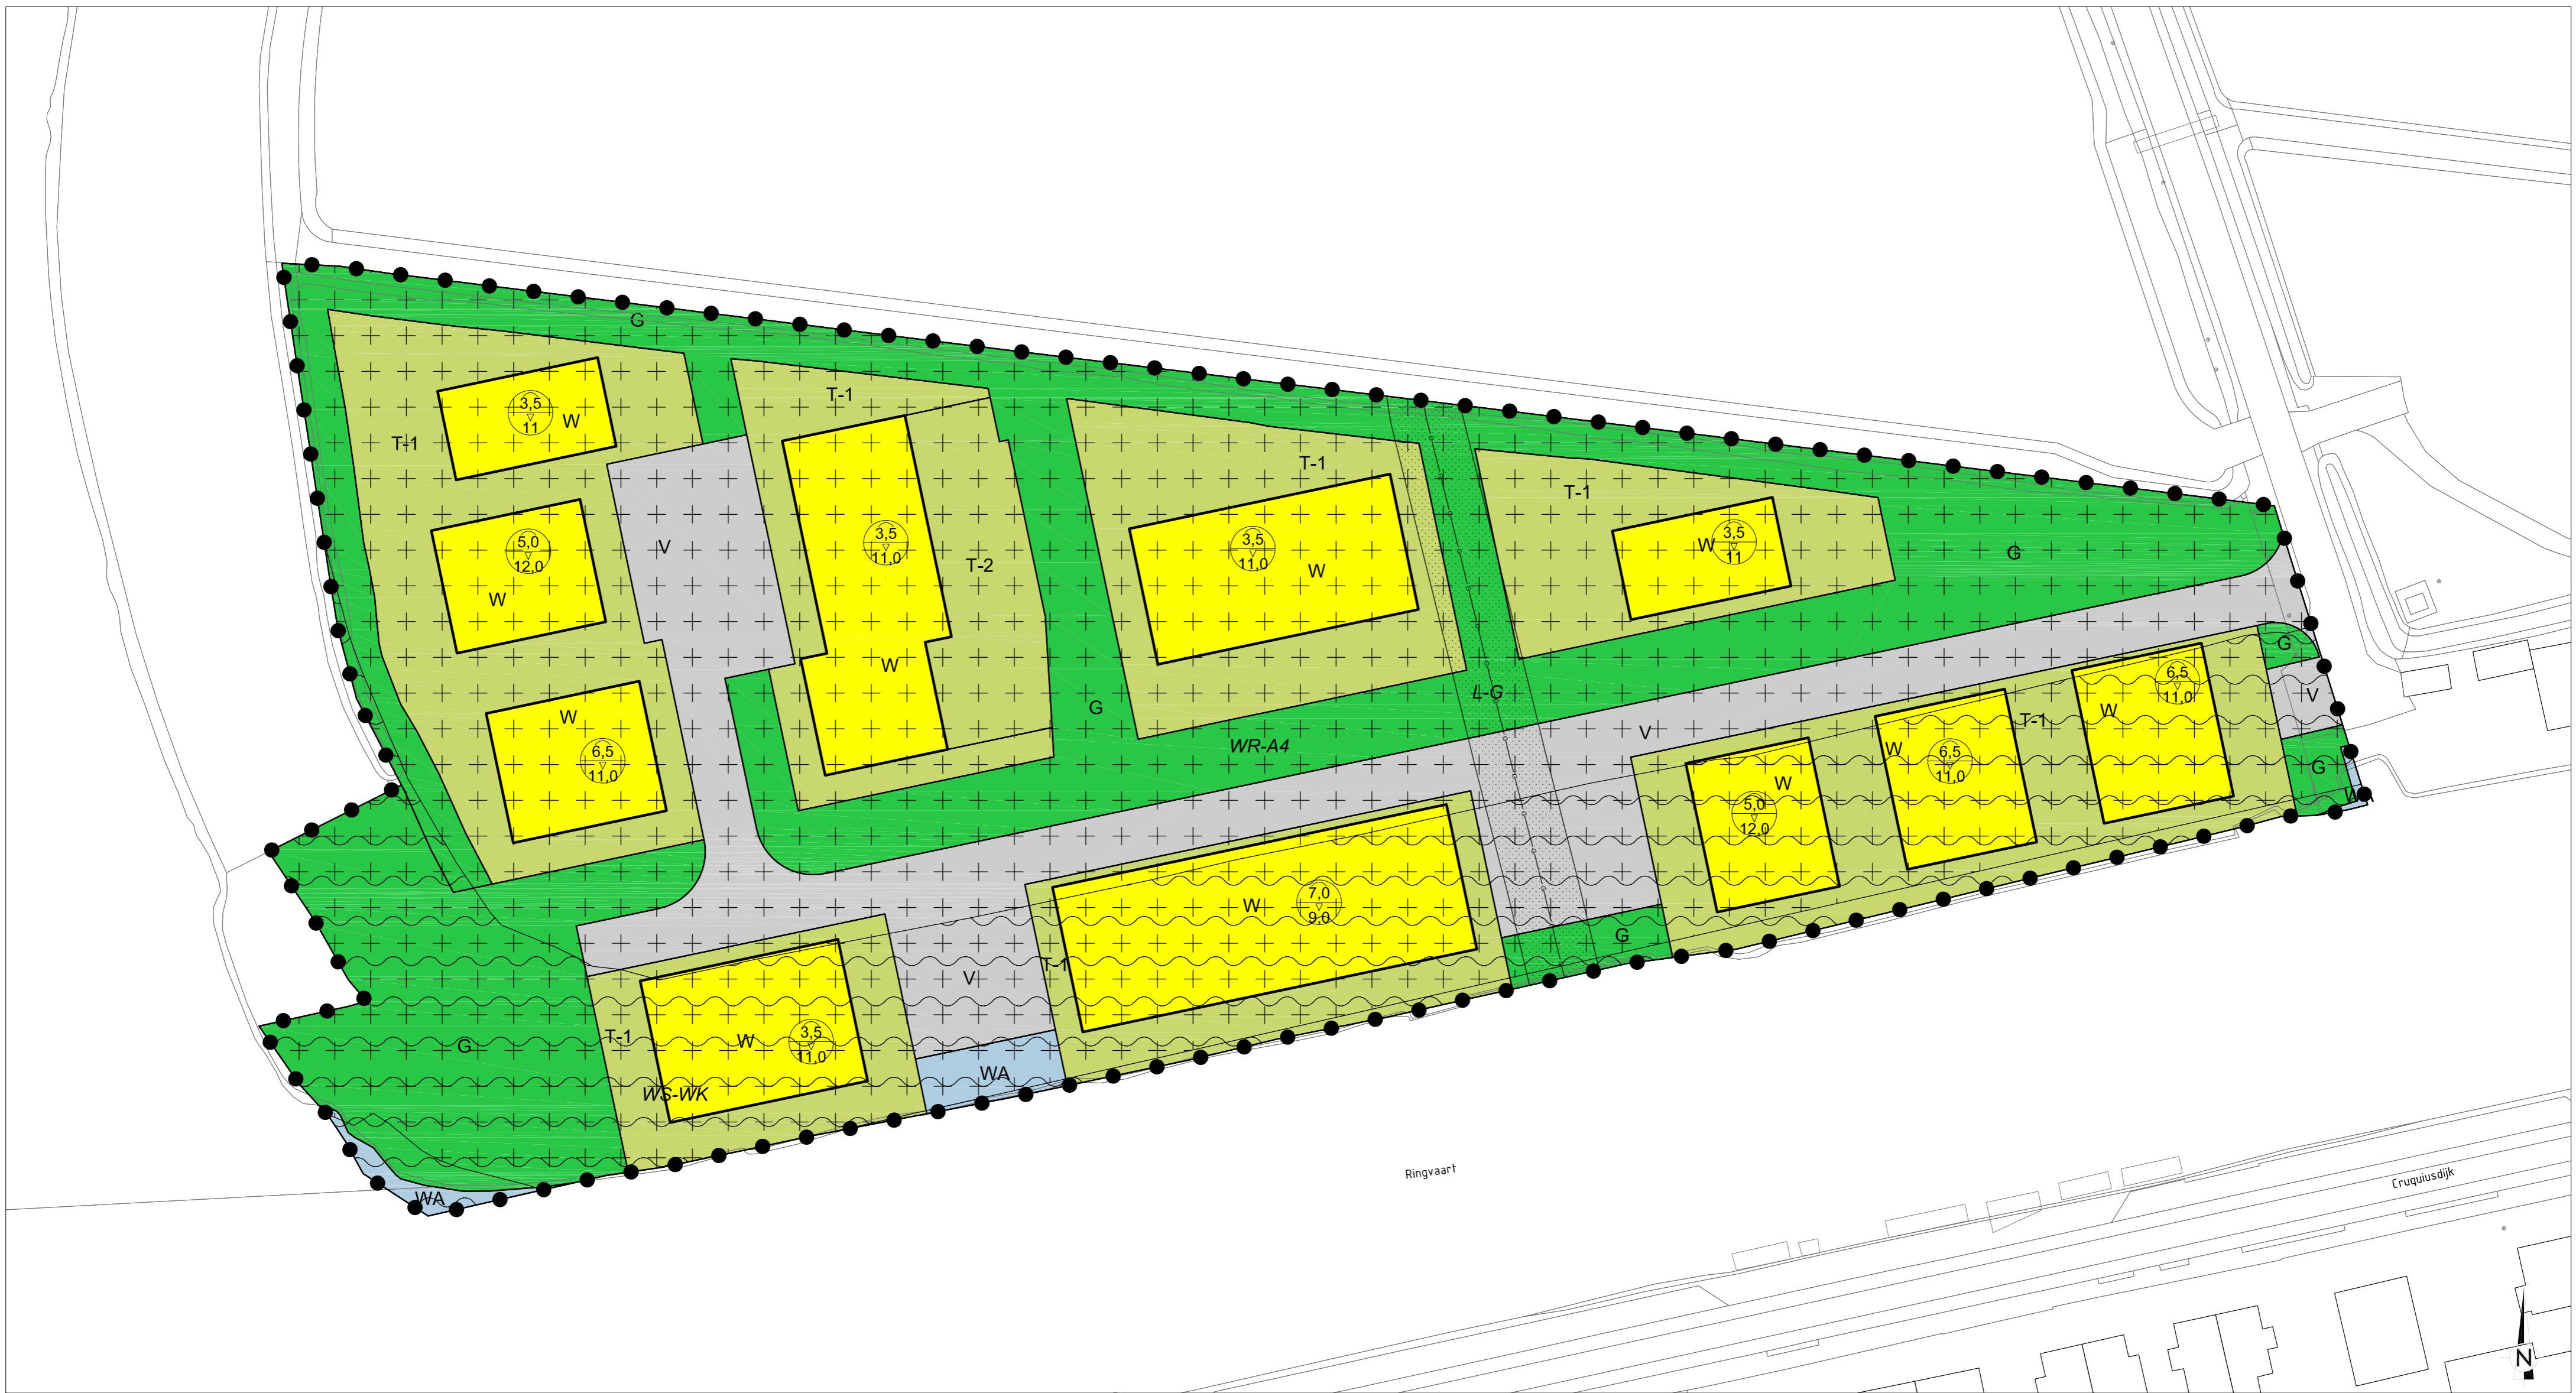 G
3,5
11
W
T-1
T-1
3,5
11,0
T-1
3,5
11,0
W
T-1
3,5
11
W
G
5,0
12,0
W
V
T-2
W
G
V
6,5
11,0
W
W
6,5
11,0
G
L-G
WR-A4
V
T-1
W
6,5
11,0
W
5,0
12,0
G
WA
7,0
9,0
W
T-1
G
V
T-1
W
3,5
11,0
G
WA
WS-WK
WA
Ringvaart
Cruquiusdijk
N